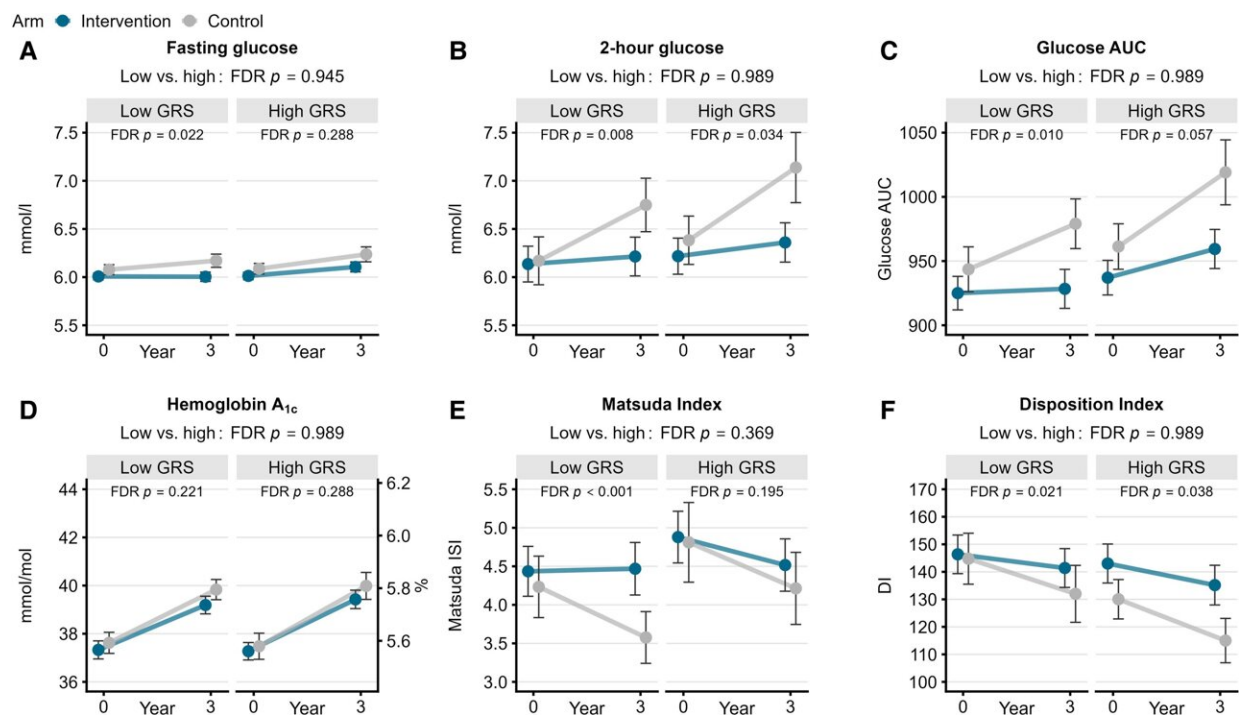 Arm Intervention Control
A Fasting glucose
Low vs. high: FDR p = 0.945
Low GRS High GRS
FDR p = 0.022 FDR p = 0.288
7.5
7.0
6.5
6.0
5.5
mmol/l
0 Year 3 0 Year 3
B 2-hour glucose
Low vs. high: FDR p = 0.989
Low GRS High GRS
FDR p = 0.008 FDR p = 0.034
7.5
7.0
6.5
6.0
5.5
mmol/l
0 Year 3 0 Year 3
C Glucose AUC
Low vs. high: FDR p = 0.989
Low GRS High GRS
FDR p = 0.010 FDR p = 0.057
1050
1000
950
900
Glucose AUC
0 Year 3 0 Year 3
D Hemoglobin A1c
Low vs. high: FDR p = 0.989
Low GRS High GRS
FDR p = 0.221 FDR p = 0.288
44
42
40
38
36
mmol/mol
6.2
6.0
5.8
5.6
%
0 Year 3 0 Year 3
E Matsuda Index
Low vs. high: FDR p = 0.369
Low GRS High GRS
FDR p < 0.001 FDR p = 0.195
5.5
5.0
4.5
4.0
3.5
3.0
Matsuda ISI
0 Year 3 0 Year 3
F Disposition Index
Low vs. high: FDR p = 0.989
Low GRS High GRS
FDR p = 0.021 FDR p = 0.038
170
160
150
140
130
120
110
100
DI
0 Year 3 0 Year 3